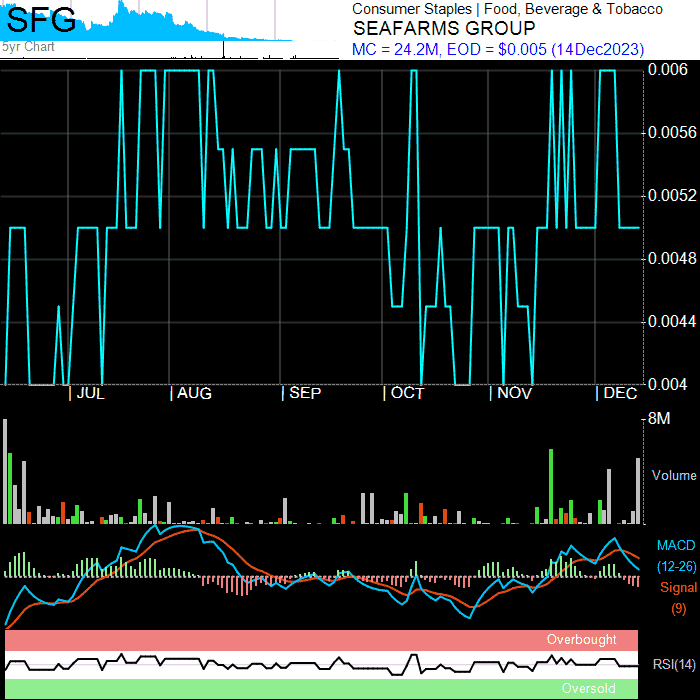 SFG
5yr Chart
Consumer Staples | Food, Beverage & Tobacco
SEAFARMS GROUP
MC = 24.2M, EOD = $0.005 (14Dec2023)
0.006
0.0056
0.0052
0.0048
0.0044
0.004
JUL
AUG
SEP
OCT
NOV
DEC
8M
Volume
MACD
(12-26)
Signal
(9)
Overbought
RSI(14)
Oversold